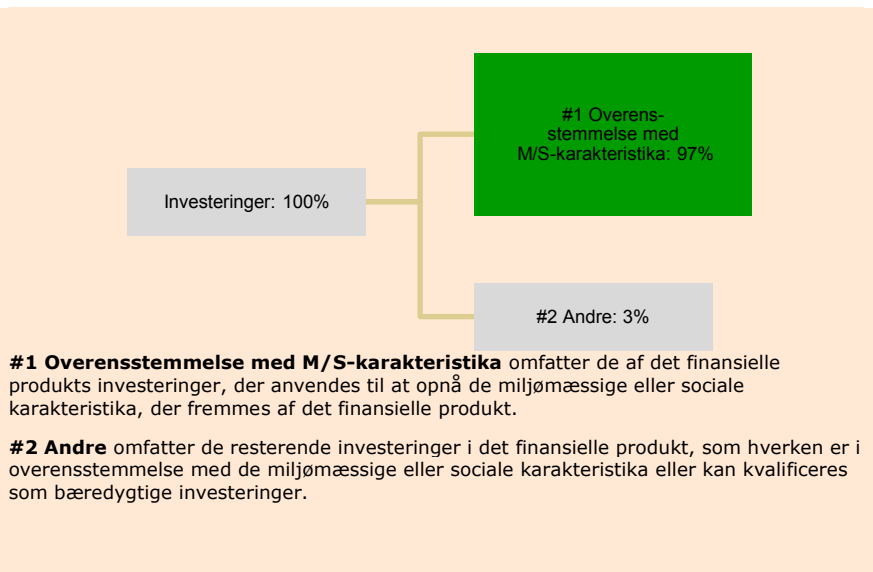 #1 Overens-
stemmelse med
M/S-karakteristika: 97%
Investeringer: 100%
#2 Andre: 3%
#1 Overensstemmelse med M/S-karakteristika omfatter de af det finansielle
produkts investeringer, der anvendes til at opnå de miljømæssige eller sociale
karakteristika, der fremmes af det finansielle produkt.
#2 Andre omfatter de resterende investeringer i det finansielle produkt, som hverken er i
overensstemmelse med de miljømæssige eller sociale karakteristika eller kan kvalificeres
som bæredygtige investeringer.